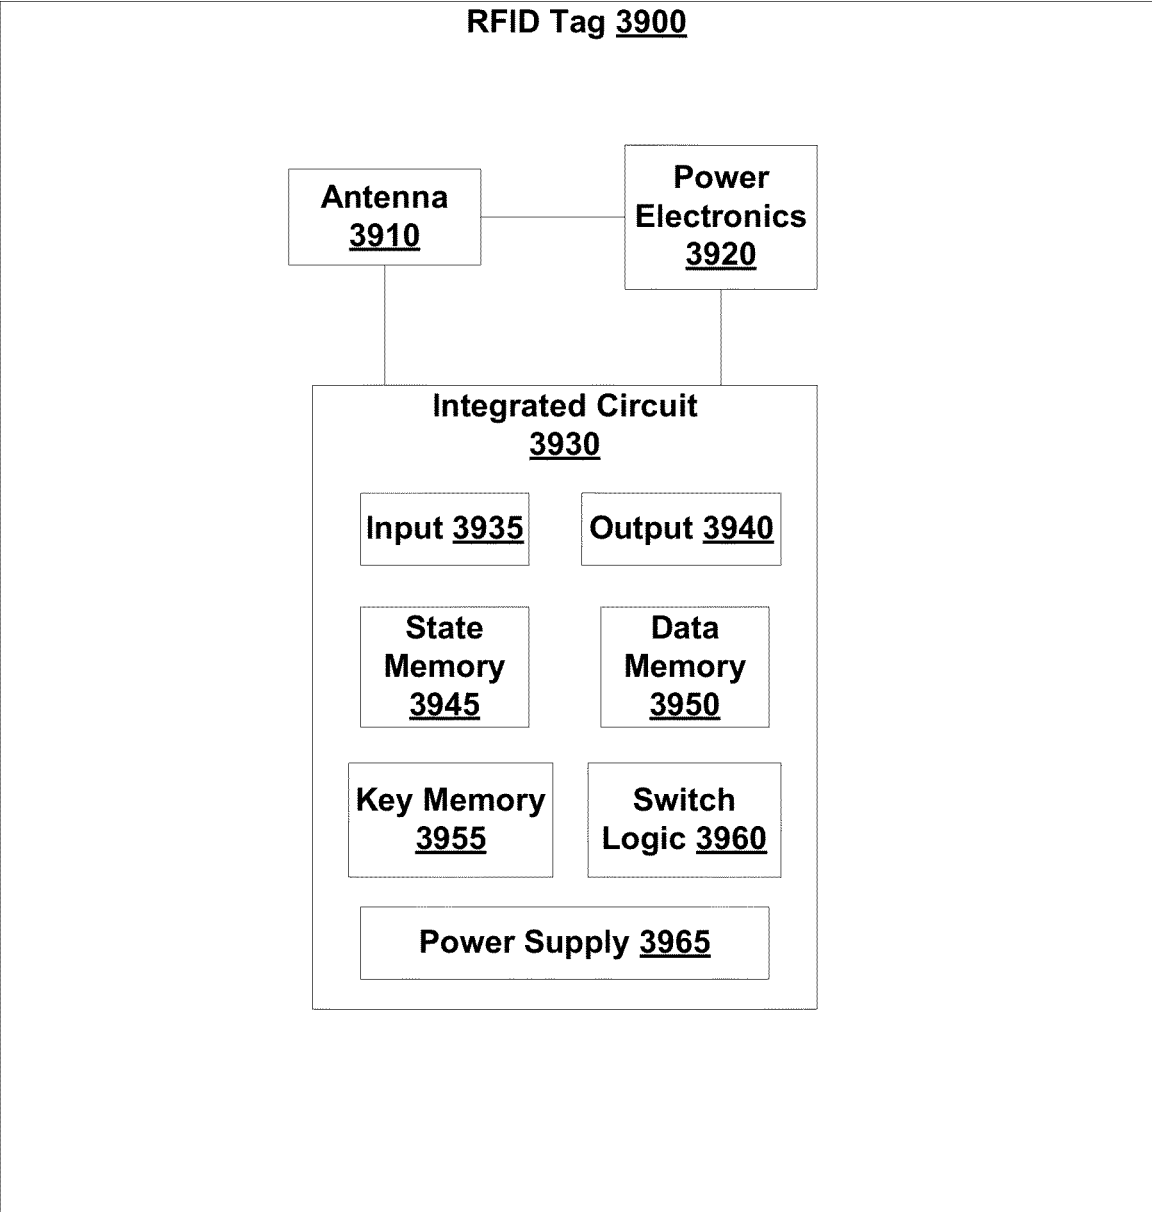 RFID Tag 3900
Antenna
3910
Power
Electronics
3920
Integrated Circuit
3930
Input 3935
Output 3940
State
Memory
3945
Data
Memory
3950
Key Memory
3955
Switch
Logic 3960
Power Supply 3965